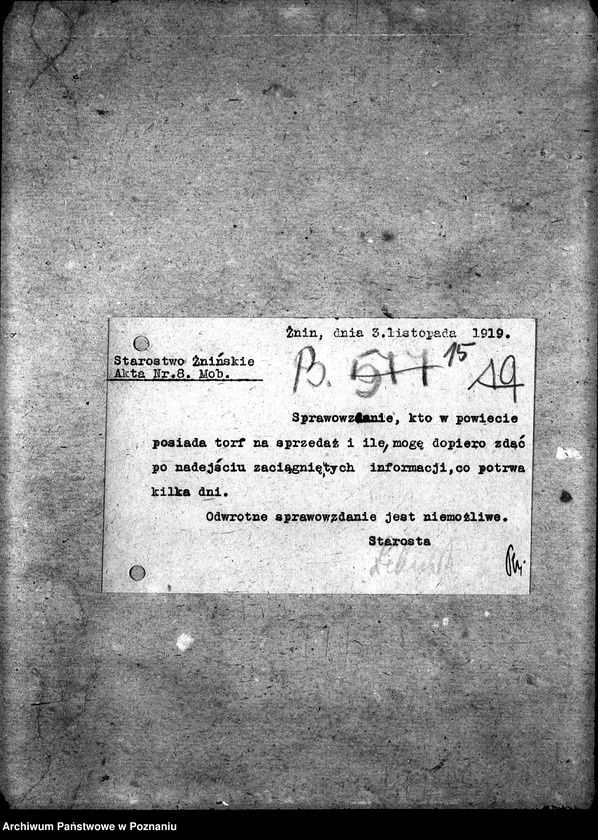 Żnin, dnia 3.listopada 1919.
Starostwo Żnińskie
Akta Nr.8. Mob.
B. 15 19
Sprawowzdanie, kto w powiecie
posiada torf na sprzedaż i ile, mogę dopiero zdać
po nadejściu zaciągniętych informacji, co potrwa
kilka dni.
Odwrotne sprawowzdanie jest niemożliwe.
Starosta
Archiwum Państwowe w Poznaniu